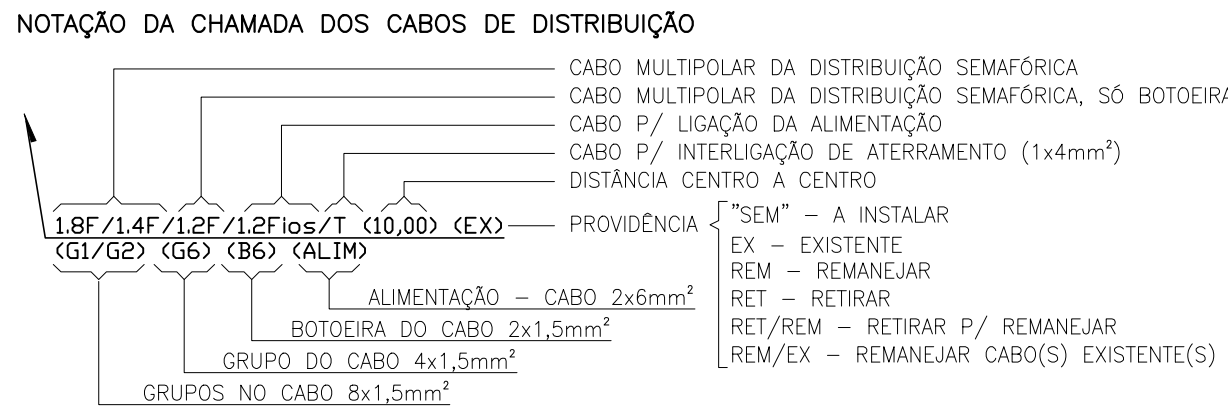 NOTAÇÃO DA CHAMADA DOS CABOS DE DISTRIBUIÇÃO
CABO MULTIPOLAR DA DISTRIBUIÇÃO SEMAFÓRICA
CABO MULTIPOLAR DA DISTRIBUIÇÃO SEMAFÓRICA, SÓ BOTOEIRA
CABO P/ LIGAÇÃO DA ALIMENTAÇÃO
CABO P/ INTERLIGAÇÃO DE ATERRAMENTO (1x4mm²)
DISTÂNCIA CENTRO A CENTRO
1.8F/1.4F/1.2F/1.2Fios/T (10,00) (EX)
PROVIDÊNCIA
"SEM" – A INSTALAR
EX – EXISTENTE
REM – REMANEJAR
RET – RETIRAR
RET/REM – RETIRAR P/ REMANEJAR
REM/EX – REMANEJAR CABO(S) EXISTENTE(S)
(G1/G2) (G6) (B6) (ALIM)
ALIMENTAÇÃO – CABO 2x6mm²
BOTOEIRA DO CABO 2x1,5mm²
GRUPO DO CABO 4x1,5mm²
GRUPOS NO CABO 8x1,5mm²